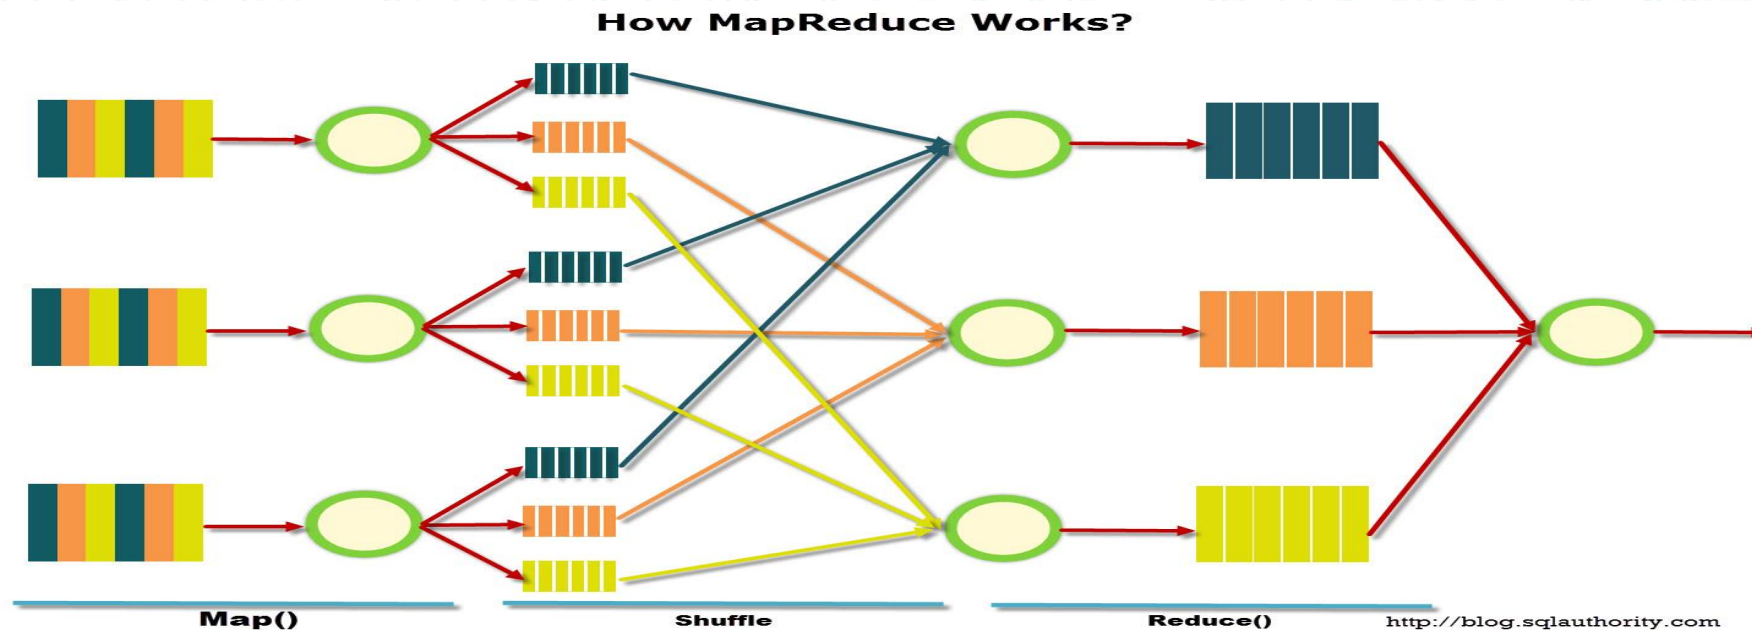 How MapReduce Works?
Map()
Shuffle
Reduce()
http://blog.sqlauthority.com